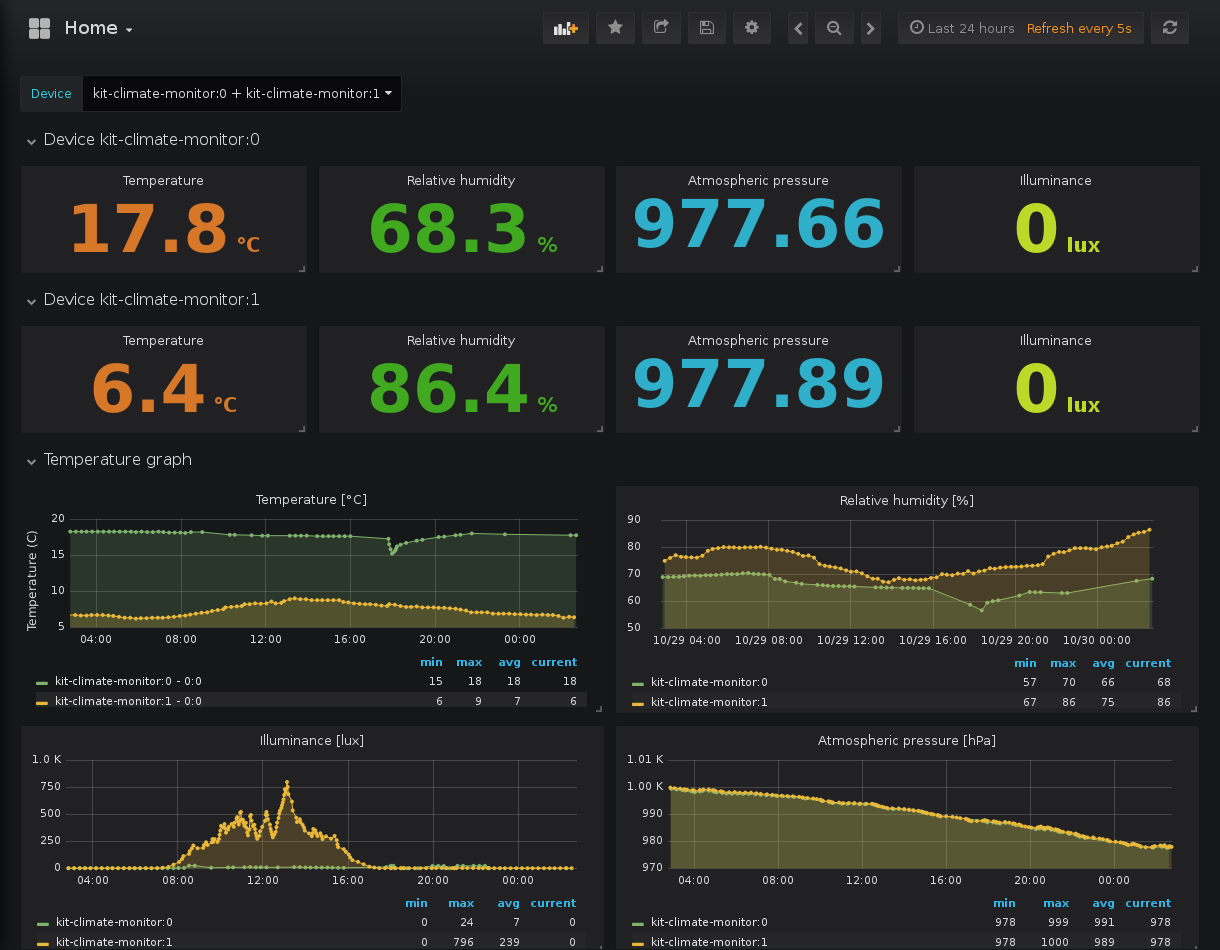 Home
Last 24 hours Refresh every 5s
Device kit-climate-monitor:0 + kit-climate-monitor:1
Device kit-climate-monitor:0
Temperature Relative humidity Atmospheric pressure Illuminance
17.8 °C 68.3 % 977.66 0 lux
Device kit-climate-monitor:1
Temperature Relative humidity Atmospheric pressure Illuminance
6.4 °C 86.4 % 977.89 0 lux
Temperature graph
Temperature [°C]
Temperature (C)
20
15
10
5
04:00 08:00 12:00 16:00 20:00 00:00
min max avg current
kit-climate-monitor:0 - 0:0 15 18 18 18
kit-climate-monitor:1 - 0:0 6 9 7 6
Relative humidity [%]
90
80
70
60
50
10/29 04:00 10/29 08:00 10/29 12:00 10/29 16:00 10/29 20:00 10/30 00:00
min max avg current
kit-climate-monitor:0 57 70 66 68
kit-climate-monitor:1 67 86 75 86
Illuminance [lux]
1.0 K
750
500
250
0
04:00 08:00 12:00 16:00 20:00 00:00
min max avg current
kit-climate-monitor:0 0 24 7 0
kit-climate-monitor:1 0 796 239 0
Atmospheric pressure [hPa]
1.01 K
1.00 K
990
980
970
04:00 08:00 12:00 16:00 20:00 00:00
min max avg current
kit-climate-monitor:0 978 999 991 978
kit-climate-monitor:1 978 1000 989 978